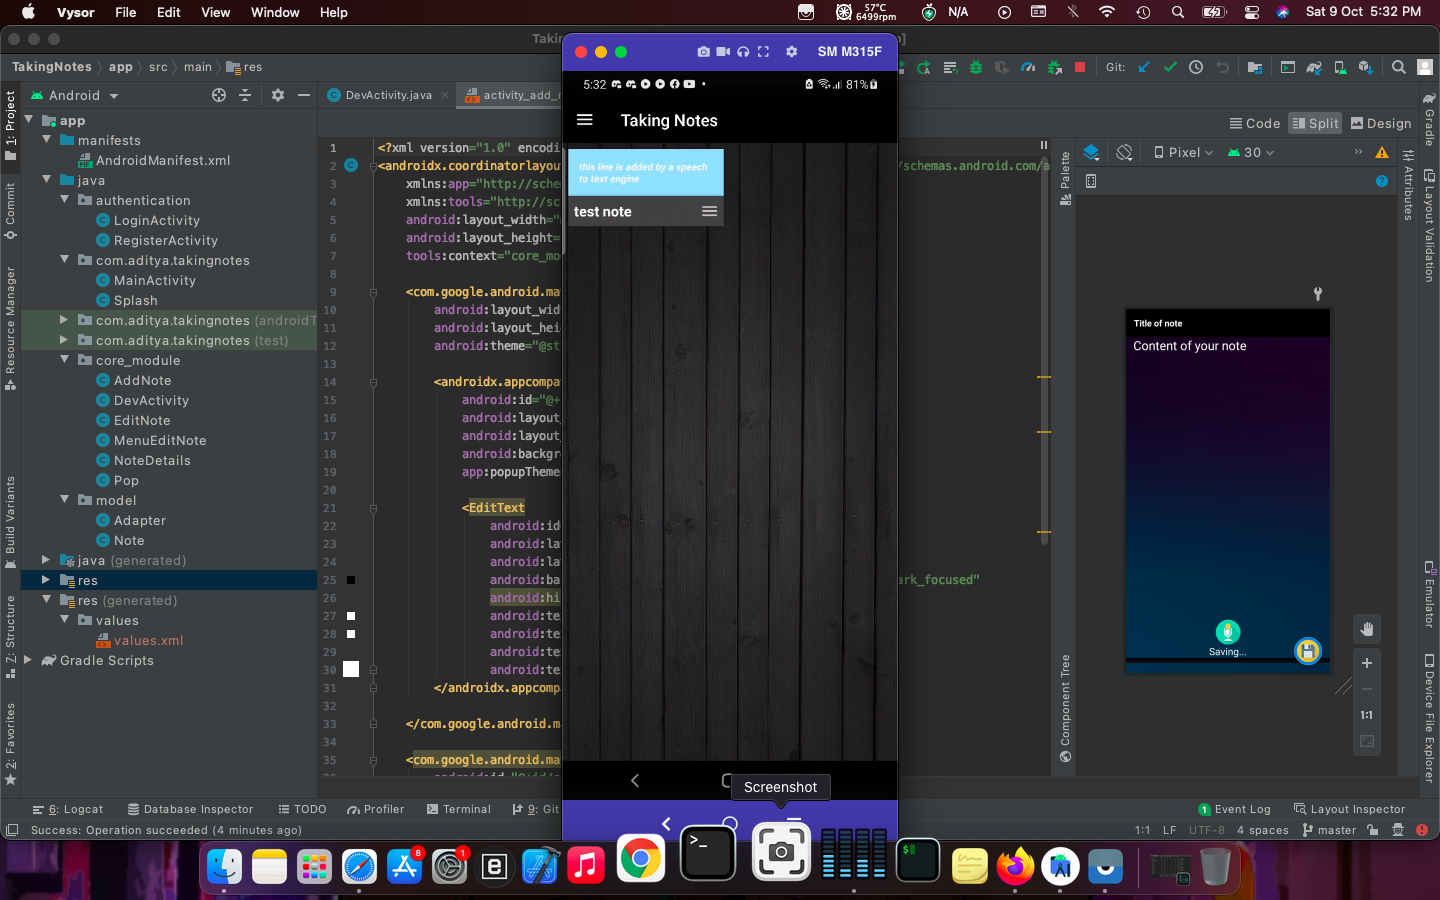 Vysor File Edit View Window Help
57°C
6499rpm
N/A
Sat 9 Oct 5:32 PM
TakingNotes app src main res
Git:
SM M315F
5:32
81%
Taking Notes
this line is added by a speech
to text engine
test note
1: Project
Commit
Resource Manager
Build Variants
Z: Structure
2: Favorites
Android
app
manifests
AndroidManifest.xml
java
authentication
LoginActivity
RegisterActivity
com.aditya.takingnotes
MainActivity
Splash
com.aditya.takingnotes (androidT
com.aditya.takingnotes (test)
core_module
AddNote
DevActivity
EditNote
MenuEditNote
NoteDetails
Pop
model
Adapter
Note
java (generated)
res
res (generated)
values
values.xml
Gradle Scripts
DevActivity.java
activity_add_
Code Split Design
1 <?xml version="1.0" encodi
2 <androidx.coordinatorlayou
/schemas.android.com/a
3 xmlns:app="http://sche
4 xmlns:tools="http://sc
5 android:layout_width="
6 android:layout_height=
7 tools:context="core_mo
8
9 <com.google.android.ma
10 android:layout_wid
11 android:layout_hei
12 android:theme="@st
13
14 <androidx.appcompa
15 android:id="@+
16 android:layout_
17 android:layout_
18 android:backgr
19 app:popupTheme
20
21 <EditText
22 android:id
23 android:la
24 android:la
25 android:ba
ark_focused"
26 android:hi
27 android:te
28 android:te
29 android:te
30 android:te
31 </androidx.appcompa
32
33 </com.google.android.ma
34
35 <com.google.android.ma
Palette
Component Tree
Pixel
30
Title of note
Content of your note
Saving...
1:1
Attributes
Gradle
Layout Validation
Emulator
Device File Explorer
Screenshot
6: Logcat Database Inspector TODO Profiler Terminal 9: Git
Event Log Layout Inspector
Success: Operation succeeded (4 minutes ago)
1:1 LF UTF-8 4 spaces master
8
1